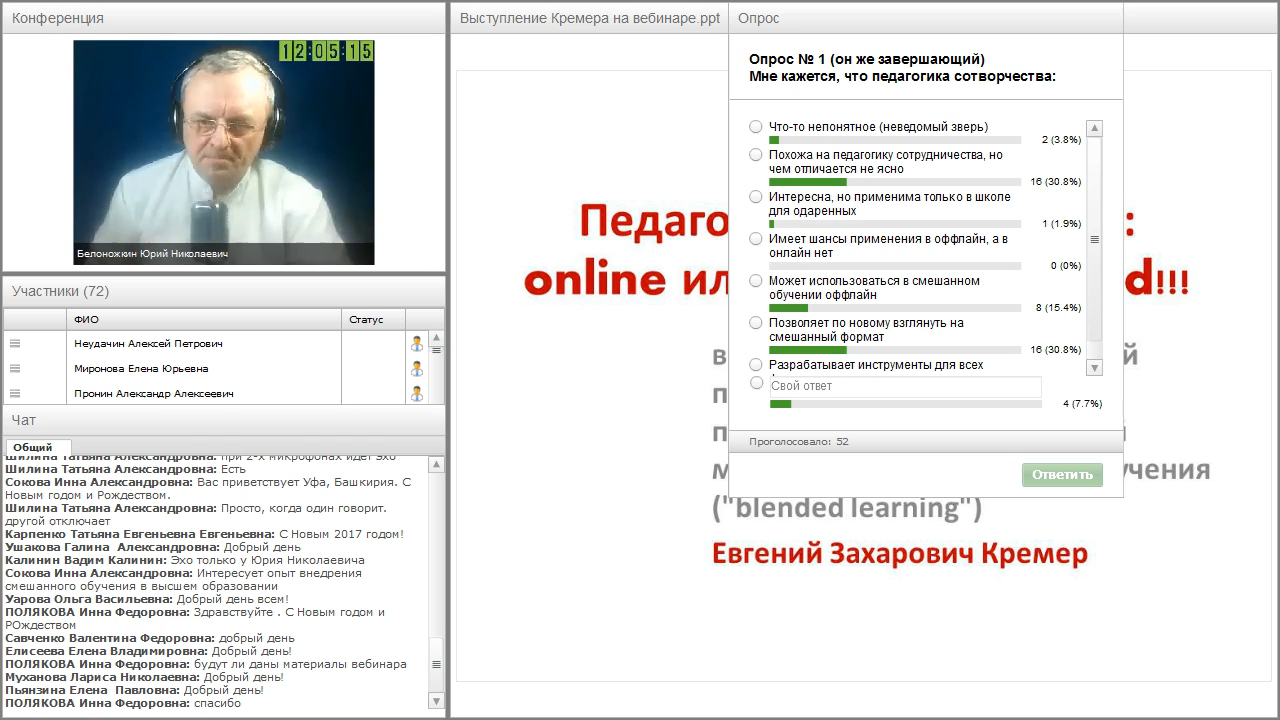 Конференция
12:05:15
Белоножкин Юрий Николаевич
Участники (72)
ФИО
Статус
Неудачин Алексей Петрович
Миронова Елена Юрьевна
Пронин Александр Алексеевич
Чат
Общий
Шилина Татьяна Александровна: при 2-х микрофонах идет эхо
Шилина Татьяна Александровна: Есть
Сокова Инна Александровна: Вас приветствует Уфа, Башкирия. С
Новым годом и Рождеством.
Шилина Татьяна Александровна: Просто, когда один говорит.
другой отключает
Карпенко Татьяна Евгеньевна Евгеньевна: С Новым 2017 годом!
Ушакова Галина Александровна: Добрый день
Калинин Вадим Калинин: Эхо только у Юрия Николаевича
Сокова Инна Александровна: Интересует опыт внедрения
смешанного обучения в высшем образовании
Уарова Ольга Васильевна: Добрый день всем!
ПОЛЯКОВА Инна Федоровна: Здравствуйте . С Новым годом и
РОждеством
Савченко Валентина Федоровна: добрый день
Елисеева Елена Владимировна: Добрый день!
ПОЛЯКОВА Инна Федоровна: будут ли даны материалы вебинара
Муханова Лариса Николаевна: Добрый день!
Пьянзина Елена Павловна: Добрый день!
ПОЛЯКОВА Инна Федоровна: спасибо
Выступление Кремера на вебинаре.ppt
Опрос
Опрос № 1 (он же завершающий)
Мне кажется, что педагогика сотворчества:
Что-то непонятное (неведомый зверь)
2 (3.8%)
Похожа на педагогику сотрудничества, но
чем отличается не ясно
16 (30.8%)
Интересна, но применима только в школе
для одаренных
1 (1.9%)
Имеет шансы применения в оффлайн, а в
онлайн нет
0 (0%)
Может использоваться в смешанном
обучении оффлайн
8 (15.4%)
Позволяет по новому взглянуть на
смешанный формат
16 (30.8%)
Разрабатывает инструменты для всех
Свой ответ
4 (7.7%)
Проголосовало: 52
Ответить
Педаго :
online ил d!!!
в й
п
п
м учения
("blended learning")
Евгений Захарович Кремер